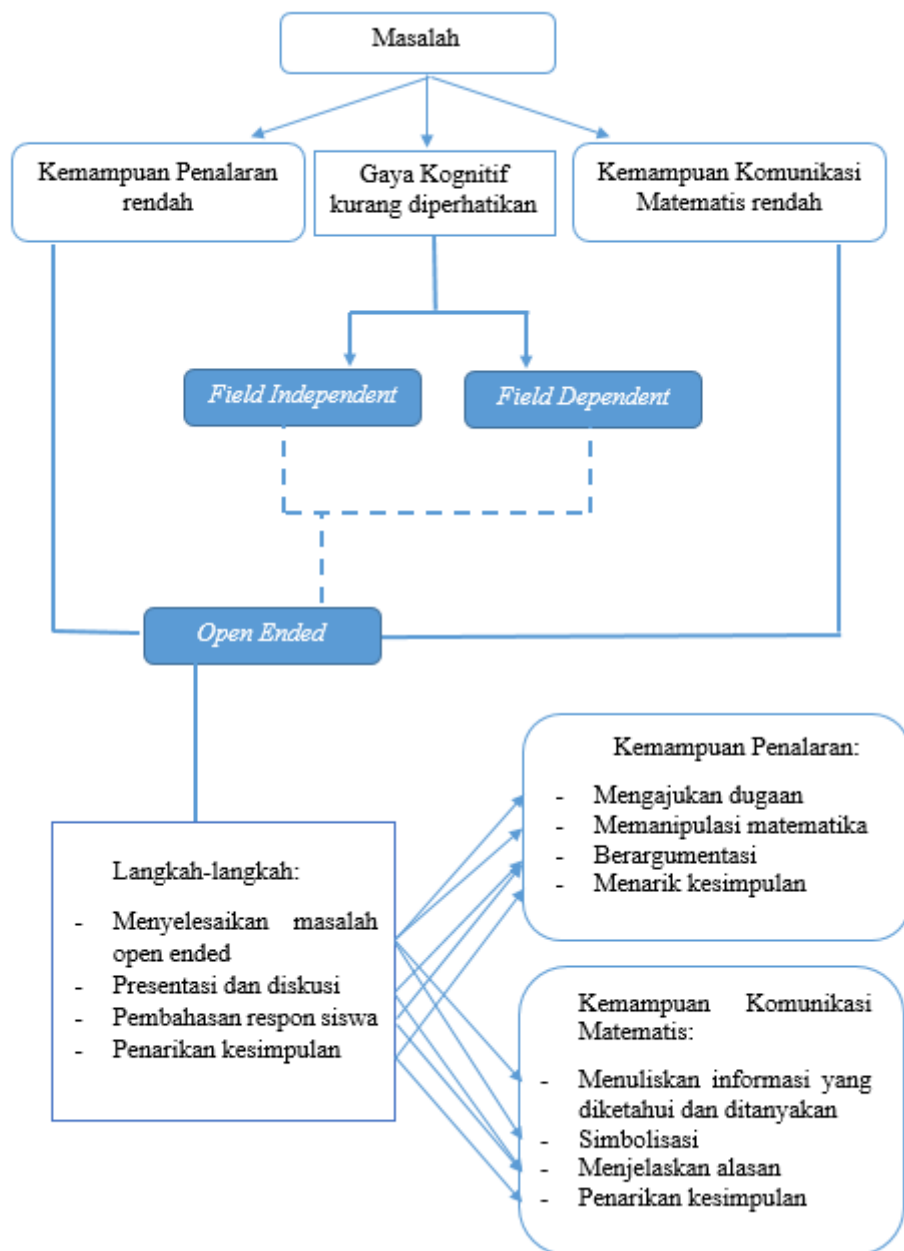 Masalah
Kemampuan Penalaran
rendah
Gaya Kognitif
kurang diperhatikan
Kemampuan Komunikasi
Matematis rendah
Field Independent
Field Dependent
Open Ended
Kemampuan Penalaran:
- Mengajukan dugaan
- Memanipulasi matematika
- Berargumentasi
- Menarik kesimpulan
Langkah-langkah:
- Menyelesaikan masalah
open ended
- Presentasi dan diskusi
- Pembahasan respon siswa
- Penarikan kesimpulan
Kemampuan Komunikasi
Matematis:
- Menuliskan informasi yang
diketahui dan ditanyakan
- Simbolisasi
- Menjelaskan alasan
- Penarikan kesimpulan